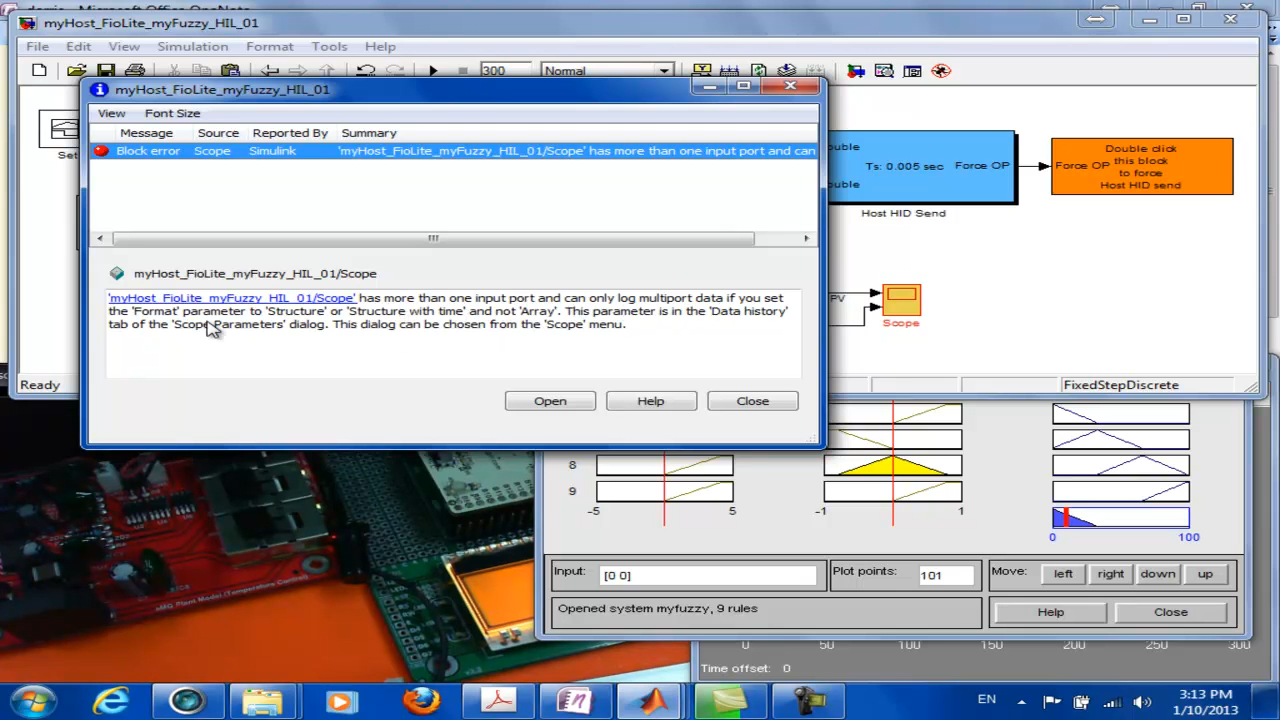 myHost_FioLite_myFuzzy_HIL_01
File Edit View Simulation Format Tools Help
300 Normal
myHost_FioLite_myFuzzy_HIL_01
View Font Size
Message Source Reported By Summary
Block error Scope Simulink 'myHost_FioLite_myFuzzy_HIL_01/Scope' has more than one input port and can
myHost_FioLite_myFuzzy_HIL_01/Scope
'myHost_FioLite_myFuzzy_HIL_01/Scope' has more than one input port and can only log multiport data if you set
the 'Format' parameter to 'Structure' or 'Structure with time' and not 'Array'. This parameter is in the 'Data history'
tab of the 'Scope Parameters' dialog. This dialog can be chosen from the 'Scope' menu.
Open Help Close
Set
Ts: 0.005 sec Force OP
Host HID Send
Force OP
Double click
this block
to force
Host HID send
PV
Scope
Ready
FixedStepDiscrete
8
9
-5 5 -1 1
0 100
Input: [0 0] Plot points: 101 Move: left right down up
Opened system myfuzzy, 9 rules
Help Close
0 50 100 150 200 250 300
Time offset: 0
eMQ Plant Model (Temperature Control)
EN
3:13 PM
1/10/2013